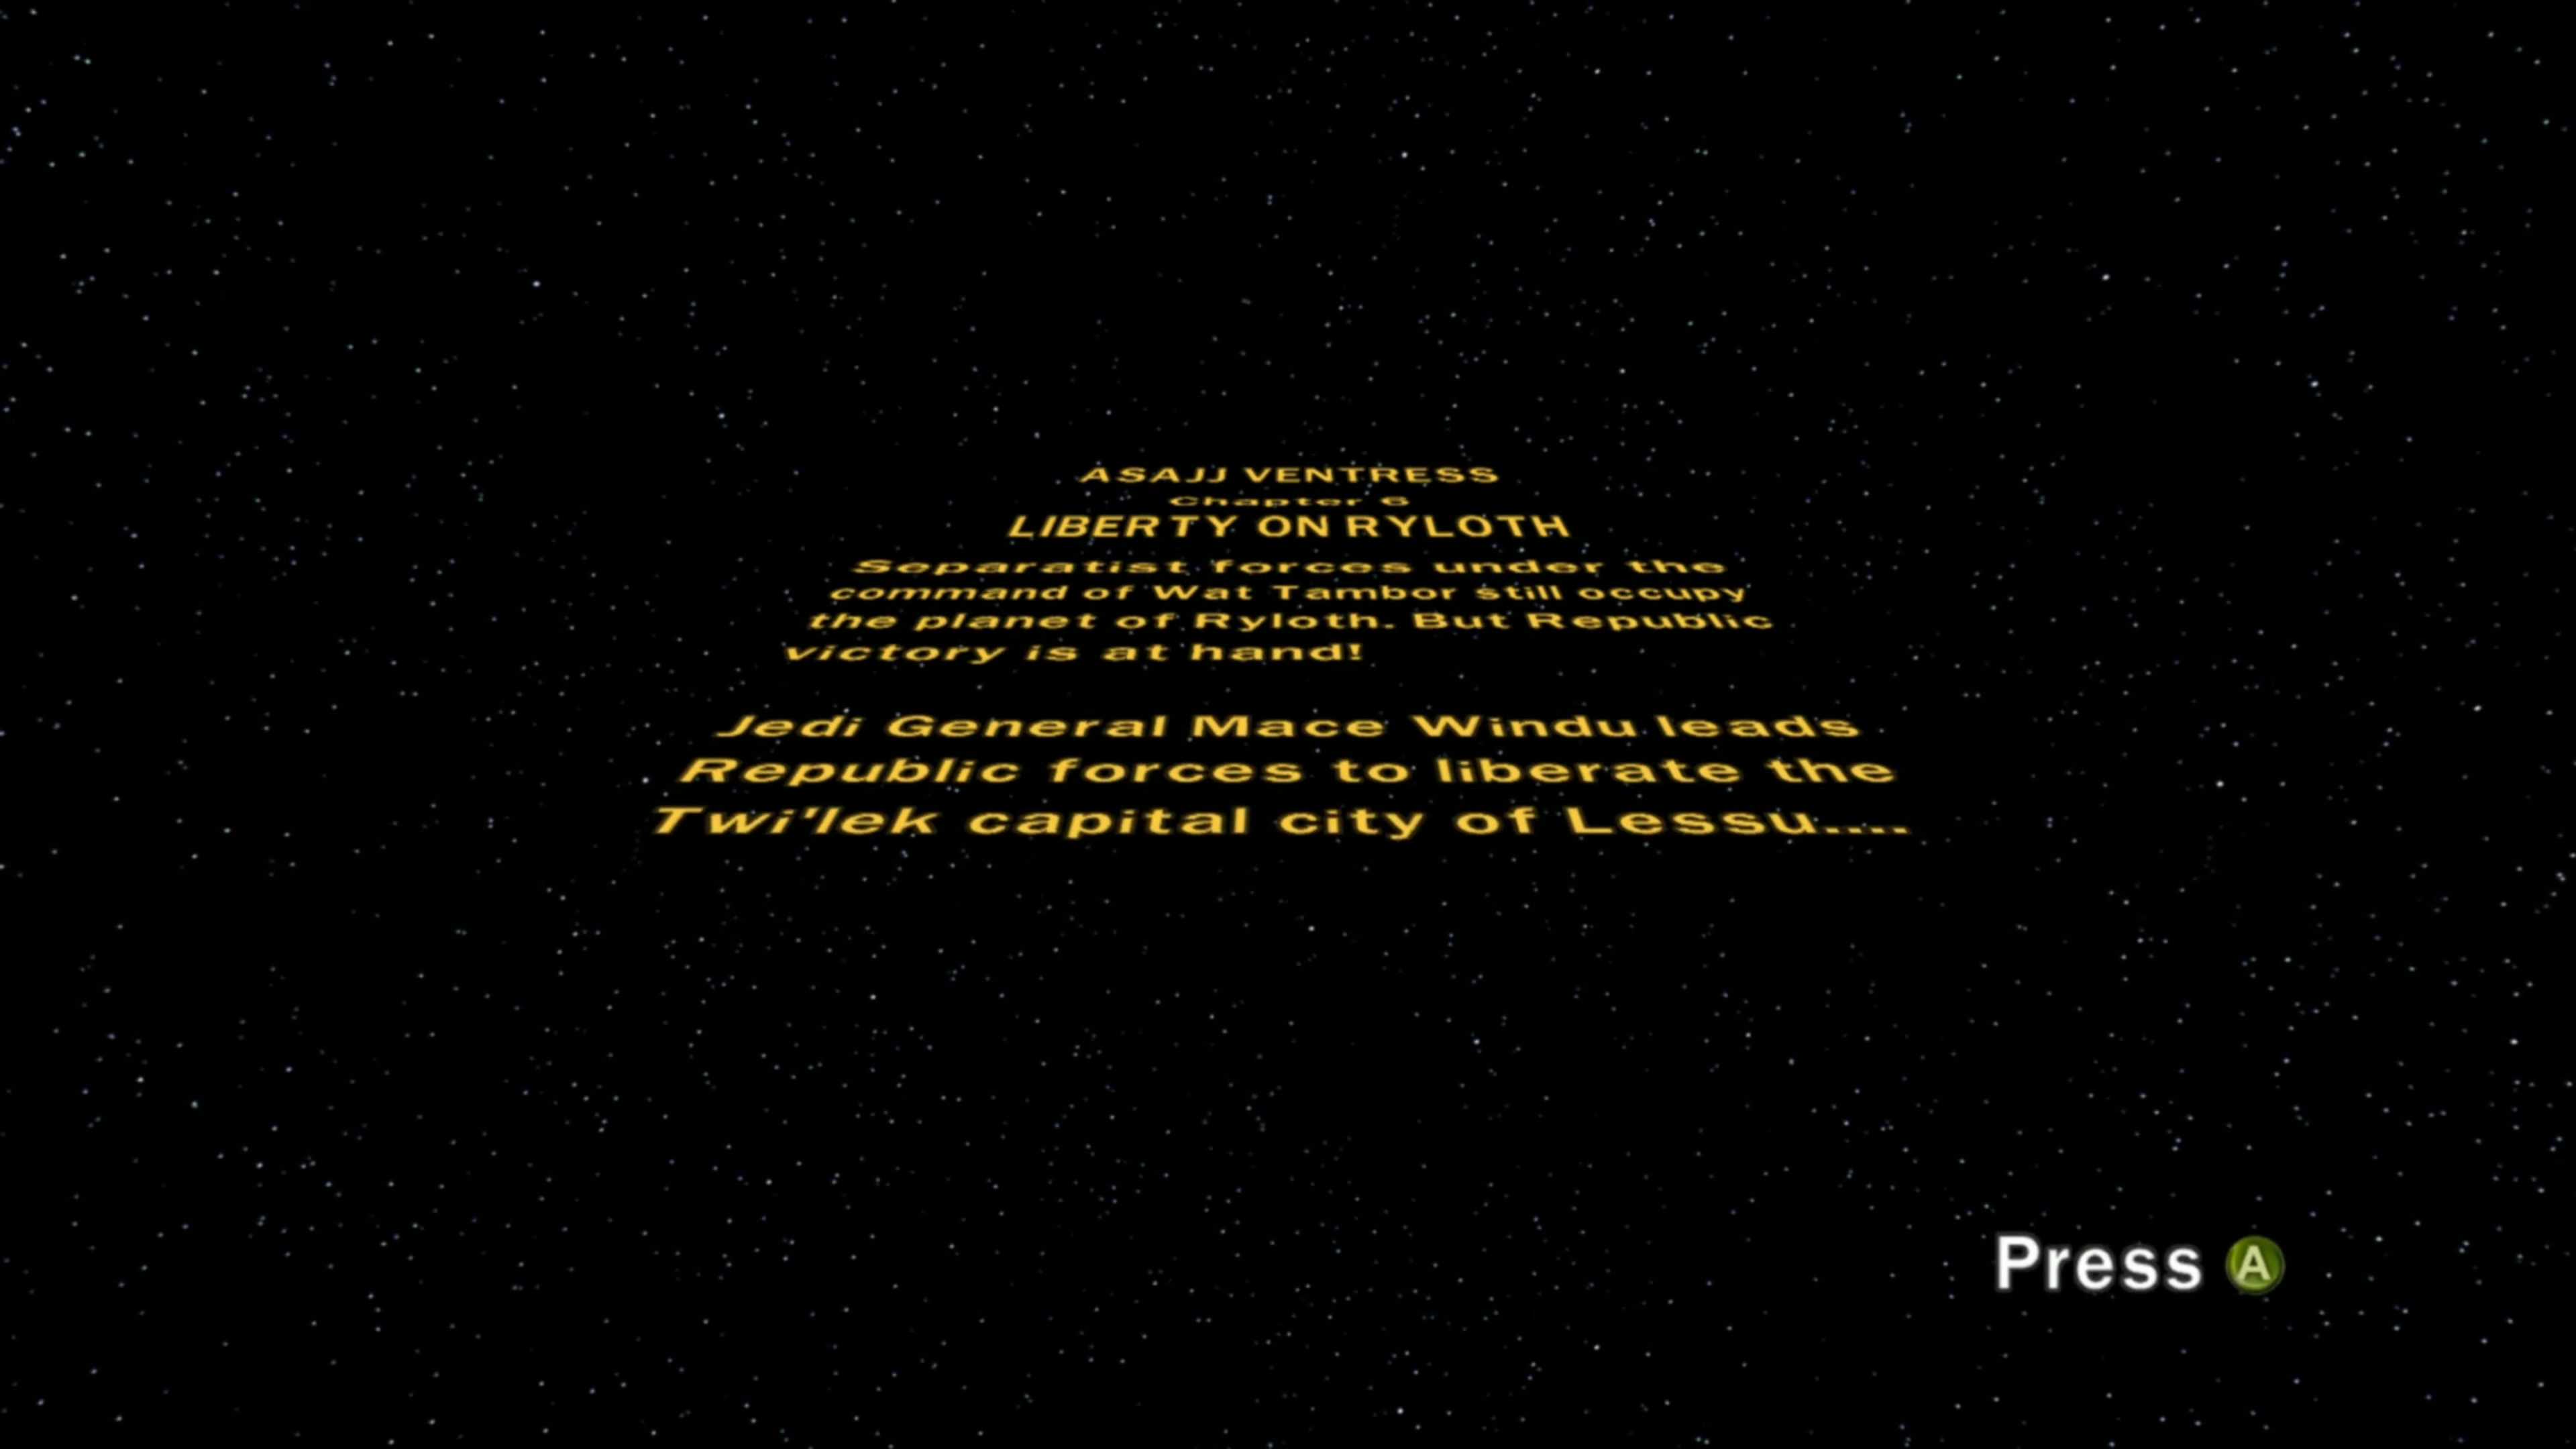 ASAJJ VENTRESS
Chapter 6
LIBERTY ON RYLOTH
Separatist forces under the
command of Wat Tambor still occupy
the planet of Ryloth. But Republic
victory is at hand!
Jedi General Mace Windu leads
Republic forces to liberate the
Twi'lek capital city of Lessu....
Press A